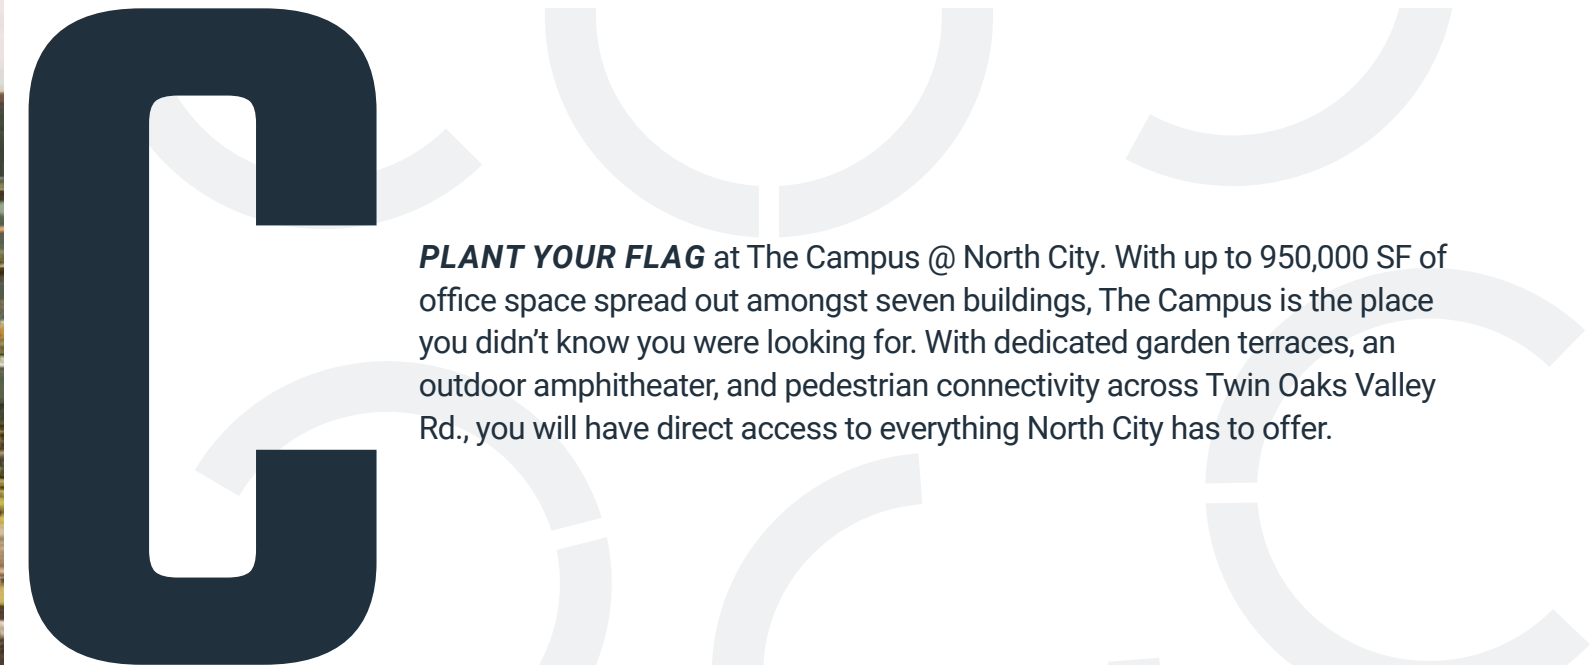 C
PLANT YOUR FLAG at The Campus @ North City. With up to 950,000 SF of
office space spread out amongst seven buildings, The Campus is the place
you didn’t know you were looking for. With dedicated garden terraces, an
outdoor amphitheater, and pedestrian connectivity across Twin Oaks Valley
Rd., you will have direct access to everything North City has to offer.